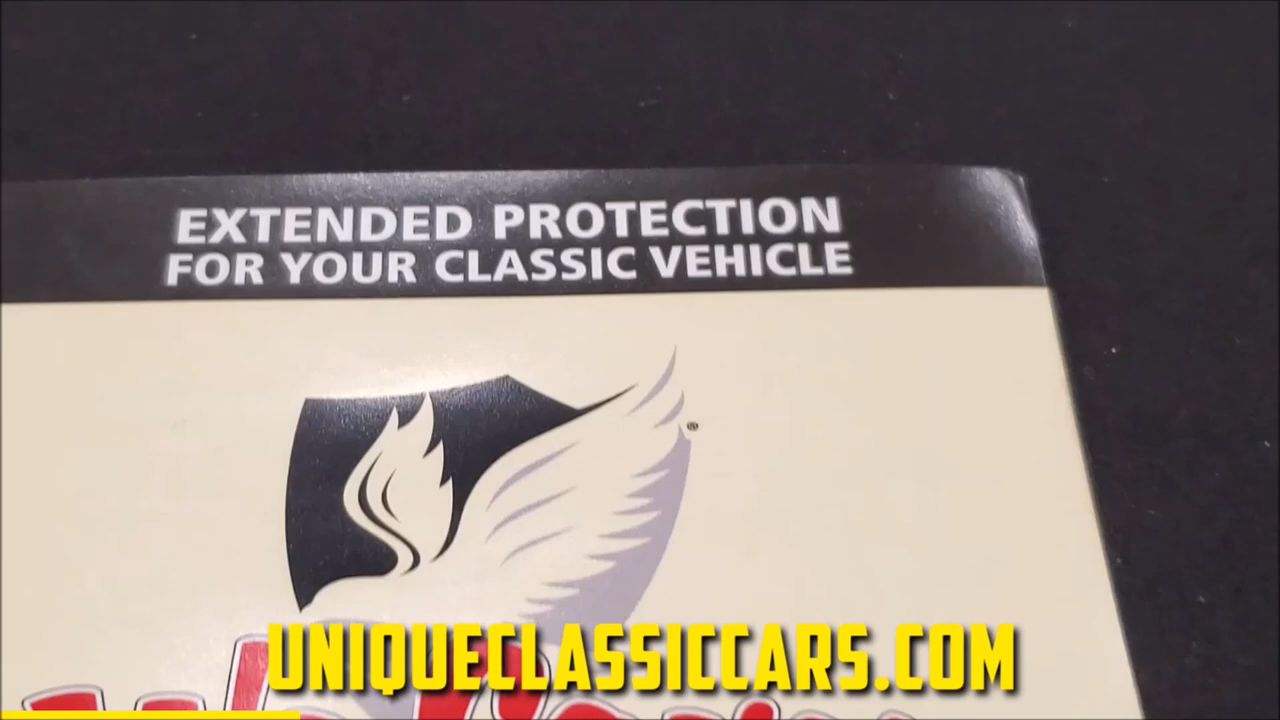 EXTENDED PROTECTION
FOR YOUR CLASSIC VEHICLE
®
UNIQUECLASSICCARS.COM